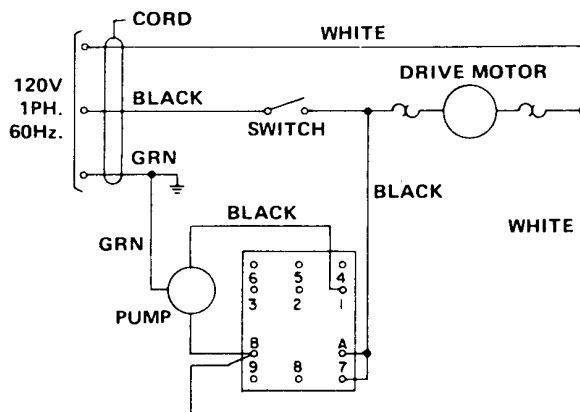 CORD
WHITE
120V
1PH.
60Hz.
DRIVE MOTOR
BLACK
SWITCH
GRN
BLACK
BLACK
WHITE
GRN
6 5 4
3 2 1
PUMP
B A
9 8 7